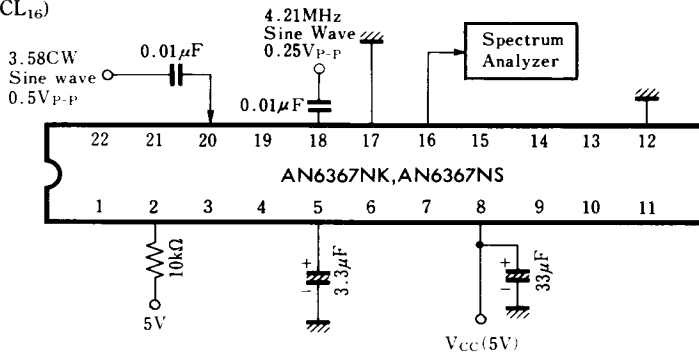 CL16)
4.21MHz
Sine Wave
0.25VP-P
3.58CW
Sine wave
0.5VP-P
0.01μF
0.01μF
Spectrum
Analyzer
22 21 20 19 18 17 16 15 14 13 12
AN6367NK,AN6367NS
1 2 3 4 5 6 7 8 9 10 11
10kΩ
5V
+
3.3μF
−
+
33μF
−
VCC(5V)